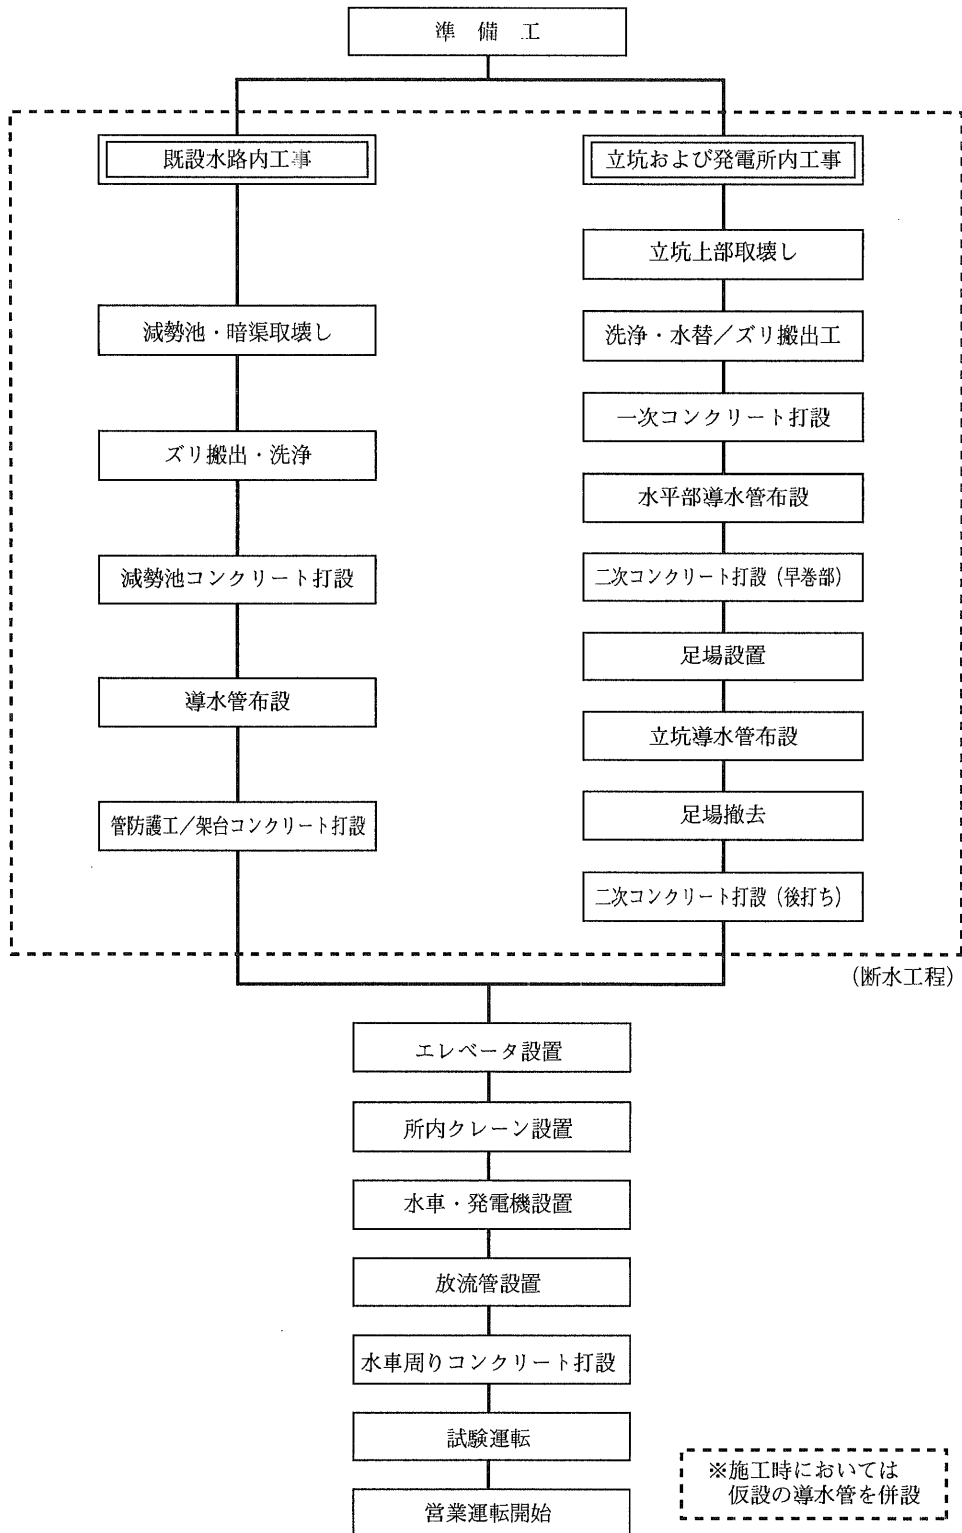 準 備 工
既設水路内工事
減勢池・暗渠取壊し
ズリ搬出・洗浄
減勢池コンクリート打設
導水管布設
管防護工/架台コンクリート打設
立坑および発電所内工事
立坑上部取壊し
洗浄・水替/ズリ搬出工
一次コンクリート打設
水平部導水管布設
二次コンクリート打設(早巻部)
足場設置
立坑導水管布設
足場撤去
二次コンクリート打設(後打ち)
(断水工程)
エレベータ設置
所内クレーン設置
水車・発電機設置
放流管設置
水車周りコンクリート打設
試験運転
営業運転開始
※施工時においては
仮設の導水管を併設